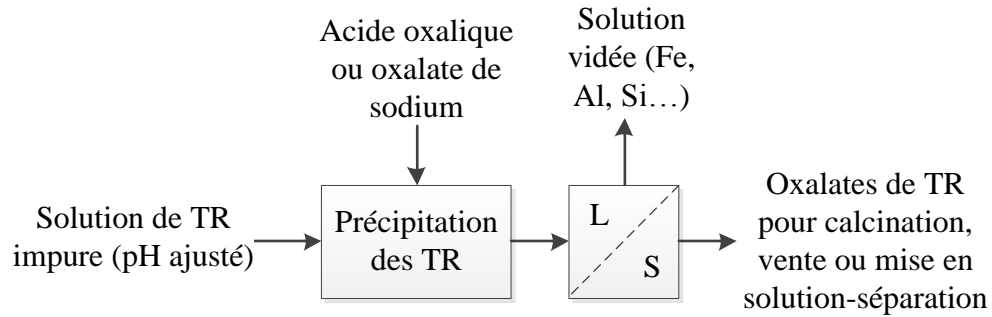 Acide oxalique
ou oxalate de
sodium
Solution
vidée (Fe,
Al, Si…)
Solution de TR
impure (pH ajusté)
Précipitation
des TR
L
S
Oxalates de TR
pour calcination,
vente ou mise en
solution-séparation